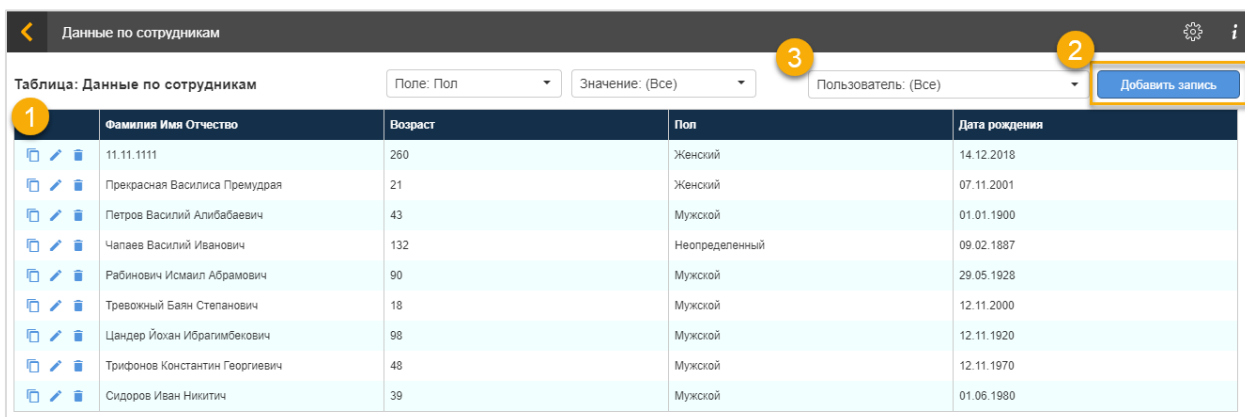 Данные по сотрудникам i
3 2
Таблица: Данные по сотрудникам Поле: Пол Значение: (Все) Пользователь: (Все) Добавить запись
1 Фамилия Имя Отчество Возраст Пол Дата рождения
11.11.1111 260 Женский 14.12.2018
Прекрасная Василиса Премудрая 21 Женский 07.11.2001
Петров Василий Алибабаевич 43 Мужской 01.01.1900
Чапаев Василий Иванович 132 Неопределенный 09.02.1887
Рабинович Исмаил Абрамович 90 Мужской 29.05.1928
Тревожный Баян Степанович 18 Мужской 12.11.2000
Цандер Йохан Ибрагимбекович 98 Мужской 12.11.1920
Трифонов Константин Георгиевич 48 Мужской 12.11.1970
Сидоров Иван Никитич 39 Мужской 01.06.1980